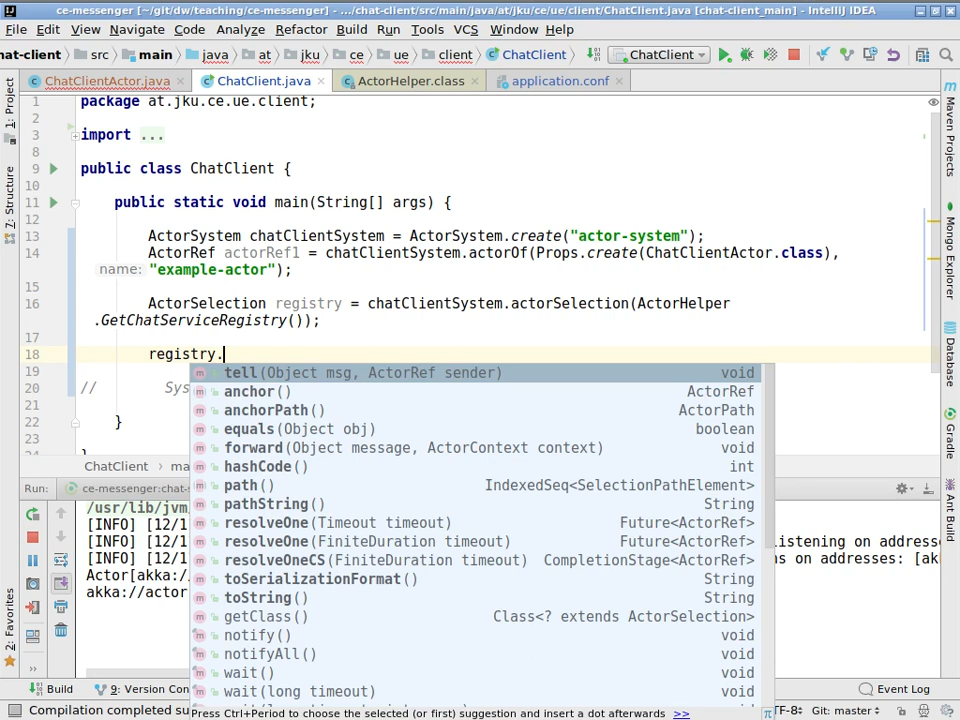 ce-messenger [~/git/dw/teaching/ce-messenger] - .../chat-client/src/main/java/at/jku/ce/ue/client/ChatClient.java [chat-client_main] - IntelliJ IDEA
File Edit View Navigate Code Analyze Refactor Build Run Tools VCS Window Help
hat-client src main java at jku ce ue client ChatClient ChatClient
ChatClientActor.java ChatClient.java ActorHelper.class application.conf
1 package at.jku.ce.ue.client;
2
3 import ...
8
9 public class ChatClient {
10
11 public static void main(String[] args) {
12
13 ActorSystem chatClientSystem = ActorSystem.create("actor-system");
14 ActorRef actorRef1 = chatClientSystem.actorOf(Props.create(ChatClientActor.class),
name: "example-actor");
15
16 ActorSelection registry = chatClientSystem.actorSelection(ActorHelper
.GetChatServiceRegistry());
17
18 registry.
19
20 // Sys
21
22 }
23
tell(Object msg, ActorRef sender) void
anchor() ActorRef
anchorPath() ActorPath
equals(Object obj) boolean
forward(Object message, ActorContext context) void
hashCode() int
path() IndexedSeq<SelectionPathElement>
pathString() String
resolveOne(Timeout timeout) Future<ActorRef>
resolveOne(FiniteDuration timeout) Future<ActorRef>
resolveOneCS(FiniteDuration timeout) CompletionStage<ActorRef>
toSerializationFormat() String
toString() String
getClass() Class<? extends ActorSelection>
notify() void
notifyAll() void
wait() void
wait(long timeout) void
Press Ctrl+Period to choose the selected (or first) suggestion and insert a dot afterwards >>
ChatClient ma
Run: ce-messenger:chat-s
/usr/lib/jvm
[INFO] [12/1
[INFO] [12/1 listening on addresse
[INFO] [12/1 s on addresses: [ak
Actor[akka:/
akka://actor
Build 9: Version Con Event Log
Compilation completed su TF-8 Git: master
1: Project
7: Structure
2: Favorites
Maven Projects
Mongo Explorer
Database
Gradle
Ant Build